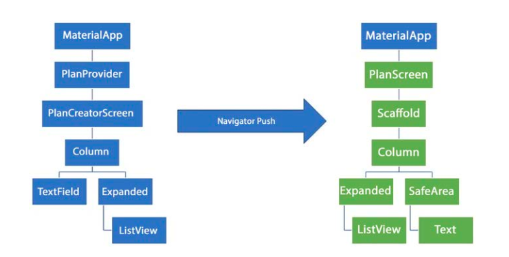 MaterialApp
PlanProvider
PlanCreatorScreen
Column
TextField
Expanded
ListView
Navigator Push
MaterialApp
PlanScreen
Scaffold
Column
Expanded
SafeArea
ListView
Text